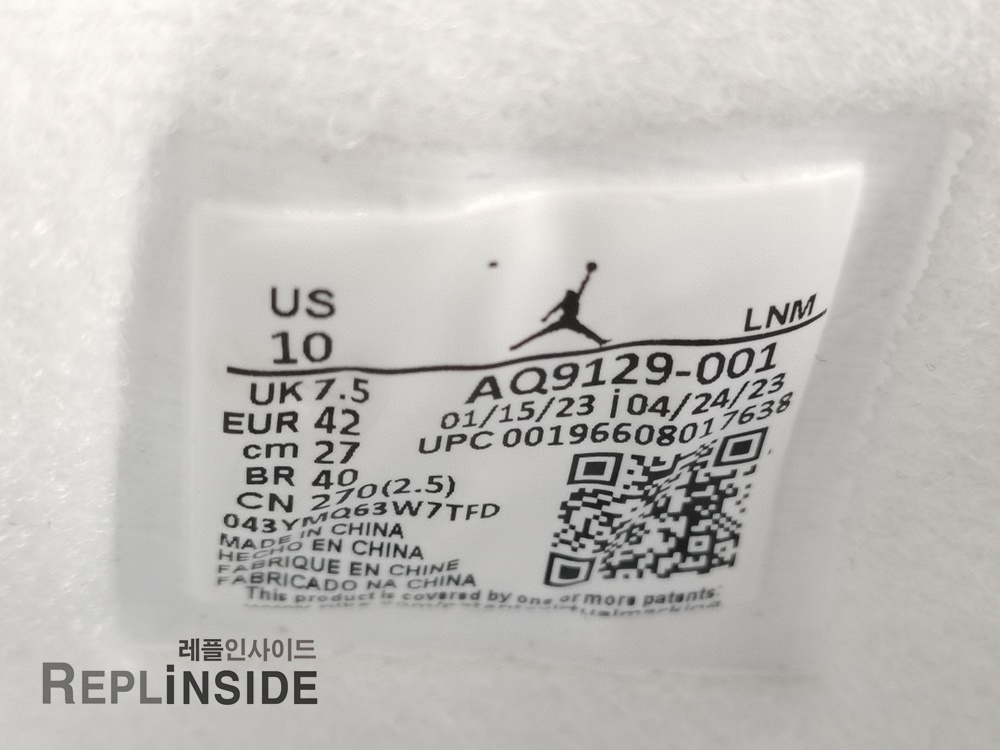 US
10
LNM
UK 7.5
EUR 42
cm 27
BR 40
CN 270(2.5)
AQ9129-001
01/15/23 | 04/24/23
UPC 00196608017638
043YMQ63W7TFD
MADE IN CHINA
HECHO EN CHINA
FABRIQUE EN CHINE
FABRICADO NA CHINA
This product is covered by one or more patents:
레플인사이드
REPLiNSIDE